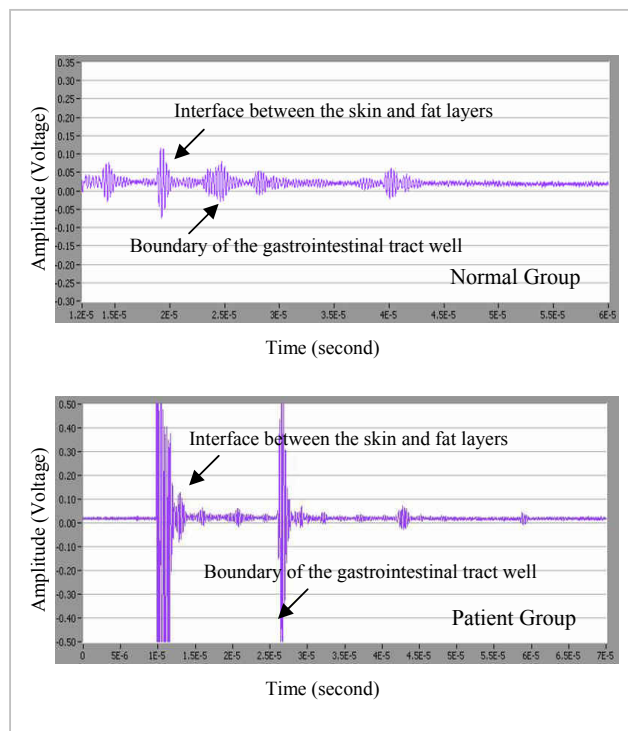 0.35
0.30
0.25
0.20
0.15
0.10
0.05
0.00
-0.05
-0.10
-0.15
-0.20
-0.25
-0.30
Amplitude (Voltage)
Interface between the skin and fat layers
Boundary of the gastrointestinal tract well
Normal Group
1.2E-5 1.5E-5 2E-5 2.5E-5 3E-5 3.5E-5 4E-5 4.5E-5 5E-5 5.5E-5 6E-5
Time (second)
0.50
0.40
0.30
0.20
0.10
0.00
-0.10
-0.20
-0.30
-0.40
-0.50
Amplitude (Voltage)
Interface between the skin and fat layers
Boundary of the gastrointestinal tract well
Patient Group
0 5E-6 1E-5 1.5E-5 2E-5 2.5E-5 3E-5 3.5E-5 4E-5 4.5E-5 5E-5 5.5E-5 6E-5 6.5E-5 7E-5
Time (second)